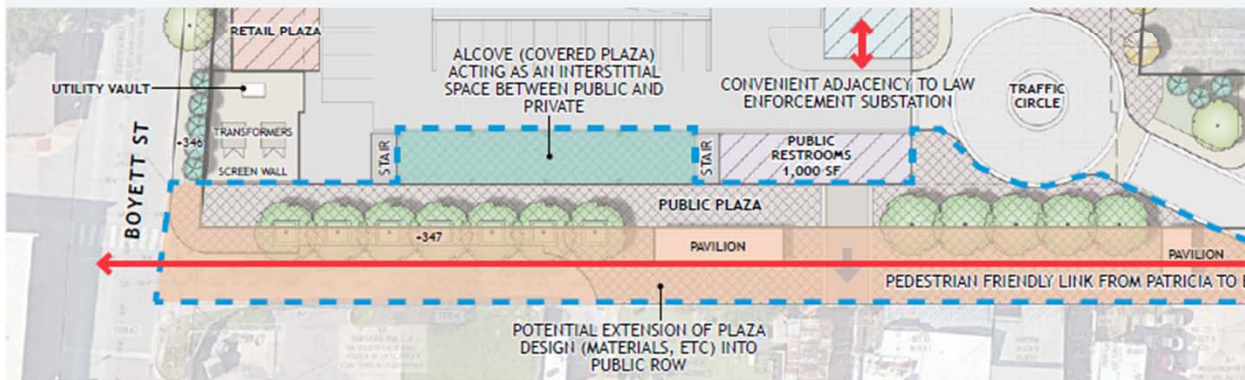 RETAIL PLAZA
UTILITY VAULT
ALCOVE (COVERED PLAZA)
ACTING AS AN INTERSTITIAL
SPACE BETWEEN PUBLIC AND
PRIVATE
CONVENIENT ADJACENCY TO LAW
ENFORCEMENT SUBSTATION
TRAFFIC
CIRCLE
BOYETT ST
+346
TRANSFORMERS
SCREEN WALL
STAIR
STAIR
PUBLIC
RESTROOMS
1,000 SF
PUBLIC PLAZA
+347
PAVILION
PAVILION
PEDESTRIAN FRIENDLY LINK FROM PATRICIA TO
POTENTIAL EXTENSION OF PLAZA
DESIGN (MATERIALS, ETC) INTO
PUBLIC ROW